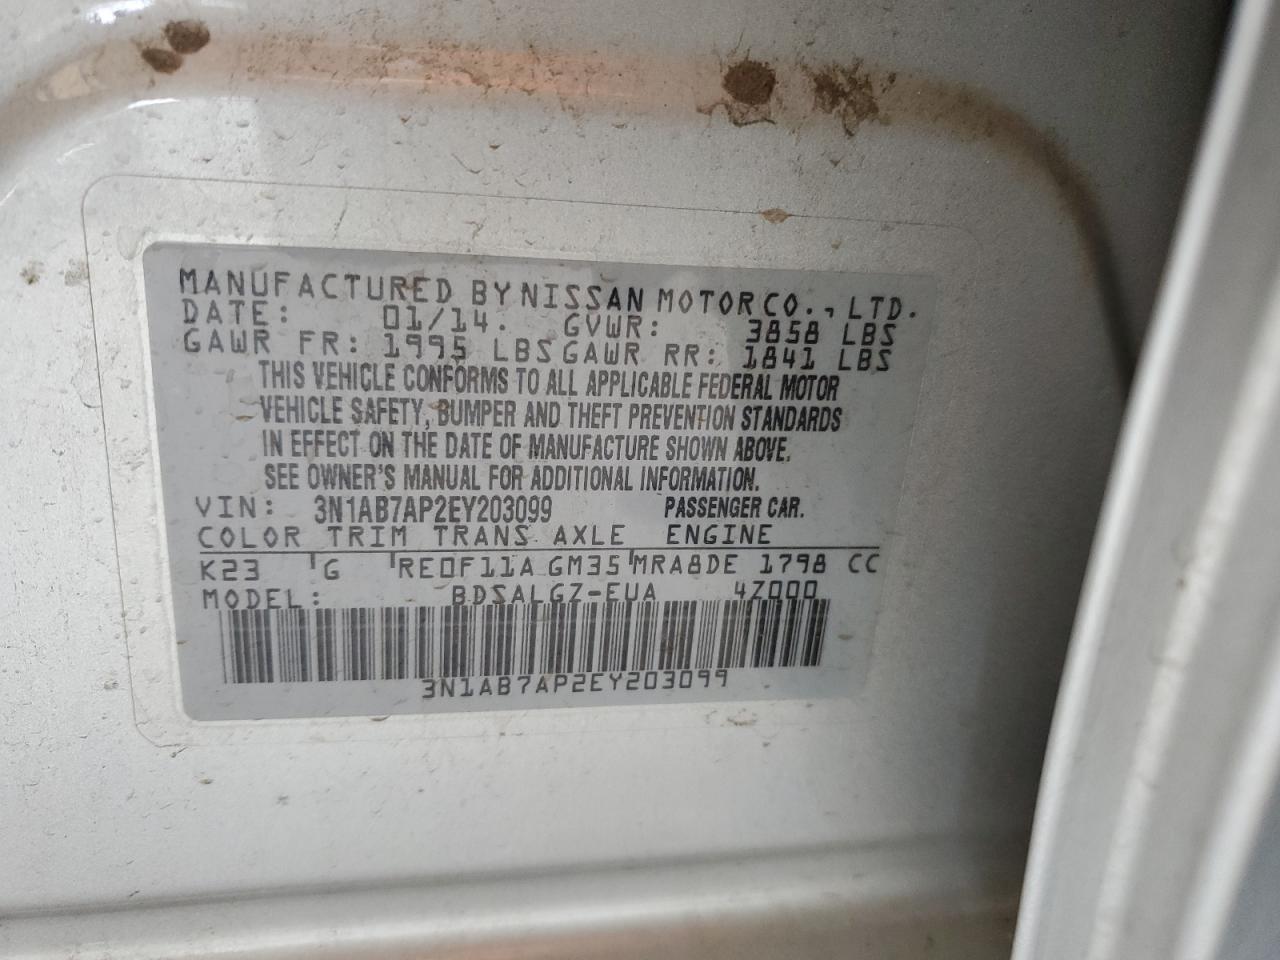 MANUFACTURED BY NISSAN MOTOR CO., LTD.
DATE: 01/14. GVWR: 3858 LBS
GAWR FR: 1995 LBS GAWR RR: 1841 LBS
THIS VEHICLE CONFORMS TO ALL APPLICABLE FEDERAL MOTOR
VEHICLE SAFETY, BUMPER AND THEFT PREVENTION STANDARDS
IN EFFECT ON THE DATE OF MANUFACTURE SHOWN ABOVE.
SEE OWNER'S MANUAL FOR ADDITIONAL INFORMATION.
VIN: 3N1AB7AP2EY203099 PASSENGER CAR.
COLOR TRIM TRANS AXLE ENGINE
K23 G RE0F11A GM35 MRA8DE 1798 CC
MODEL: BDSALGZ-EUA 4Z000
3N1AB7AP2EY203099